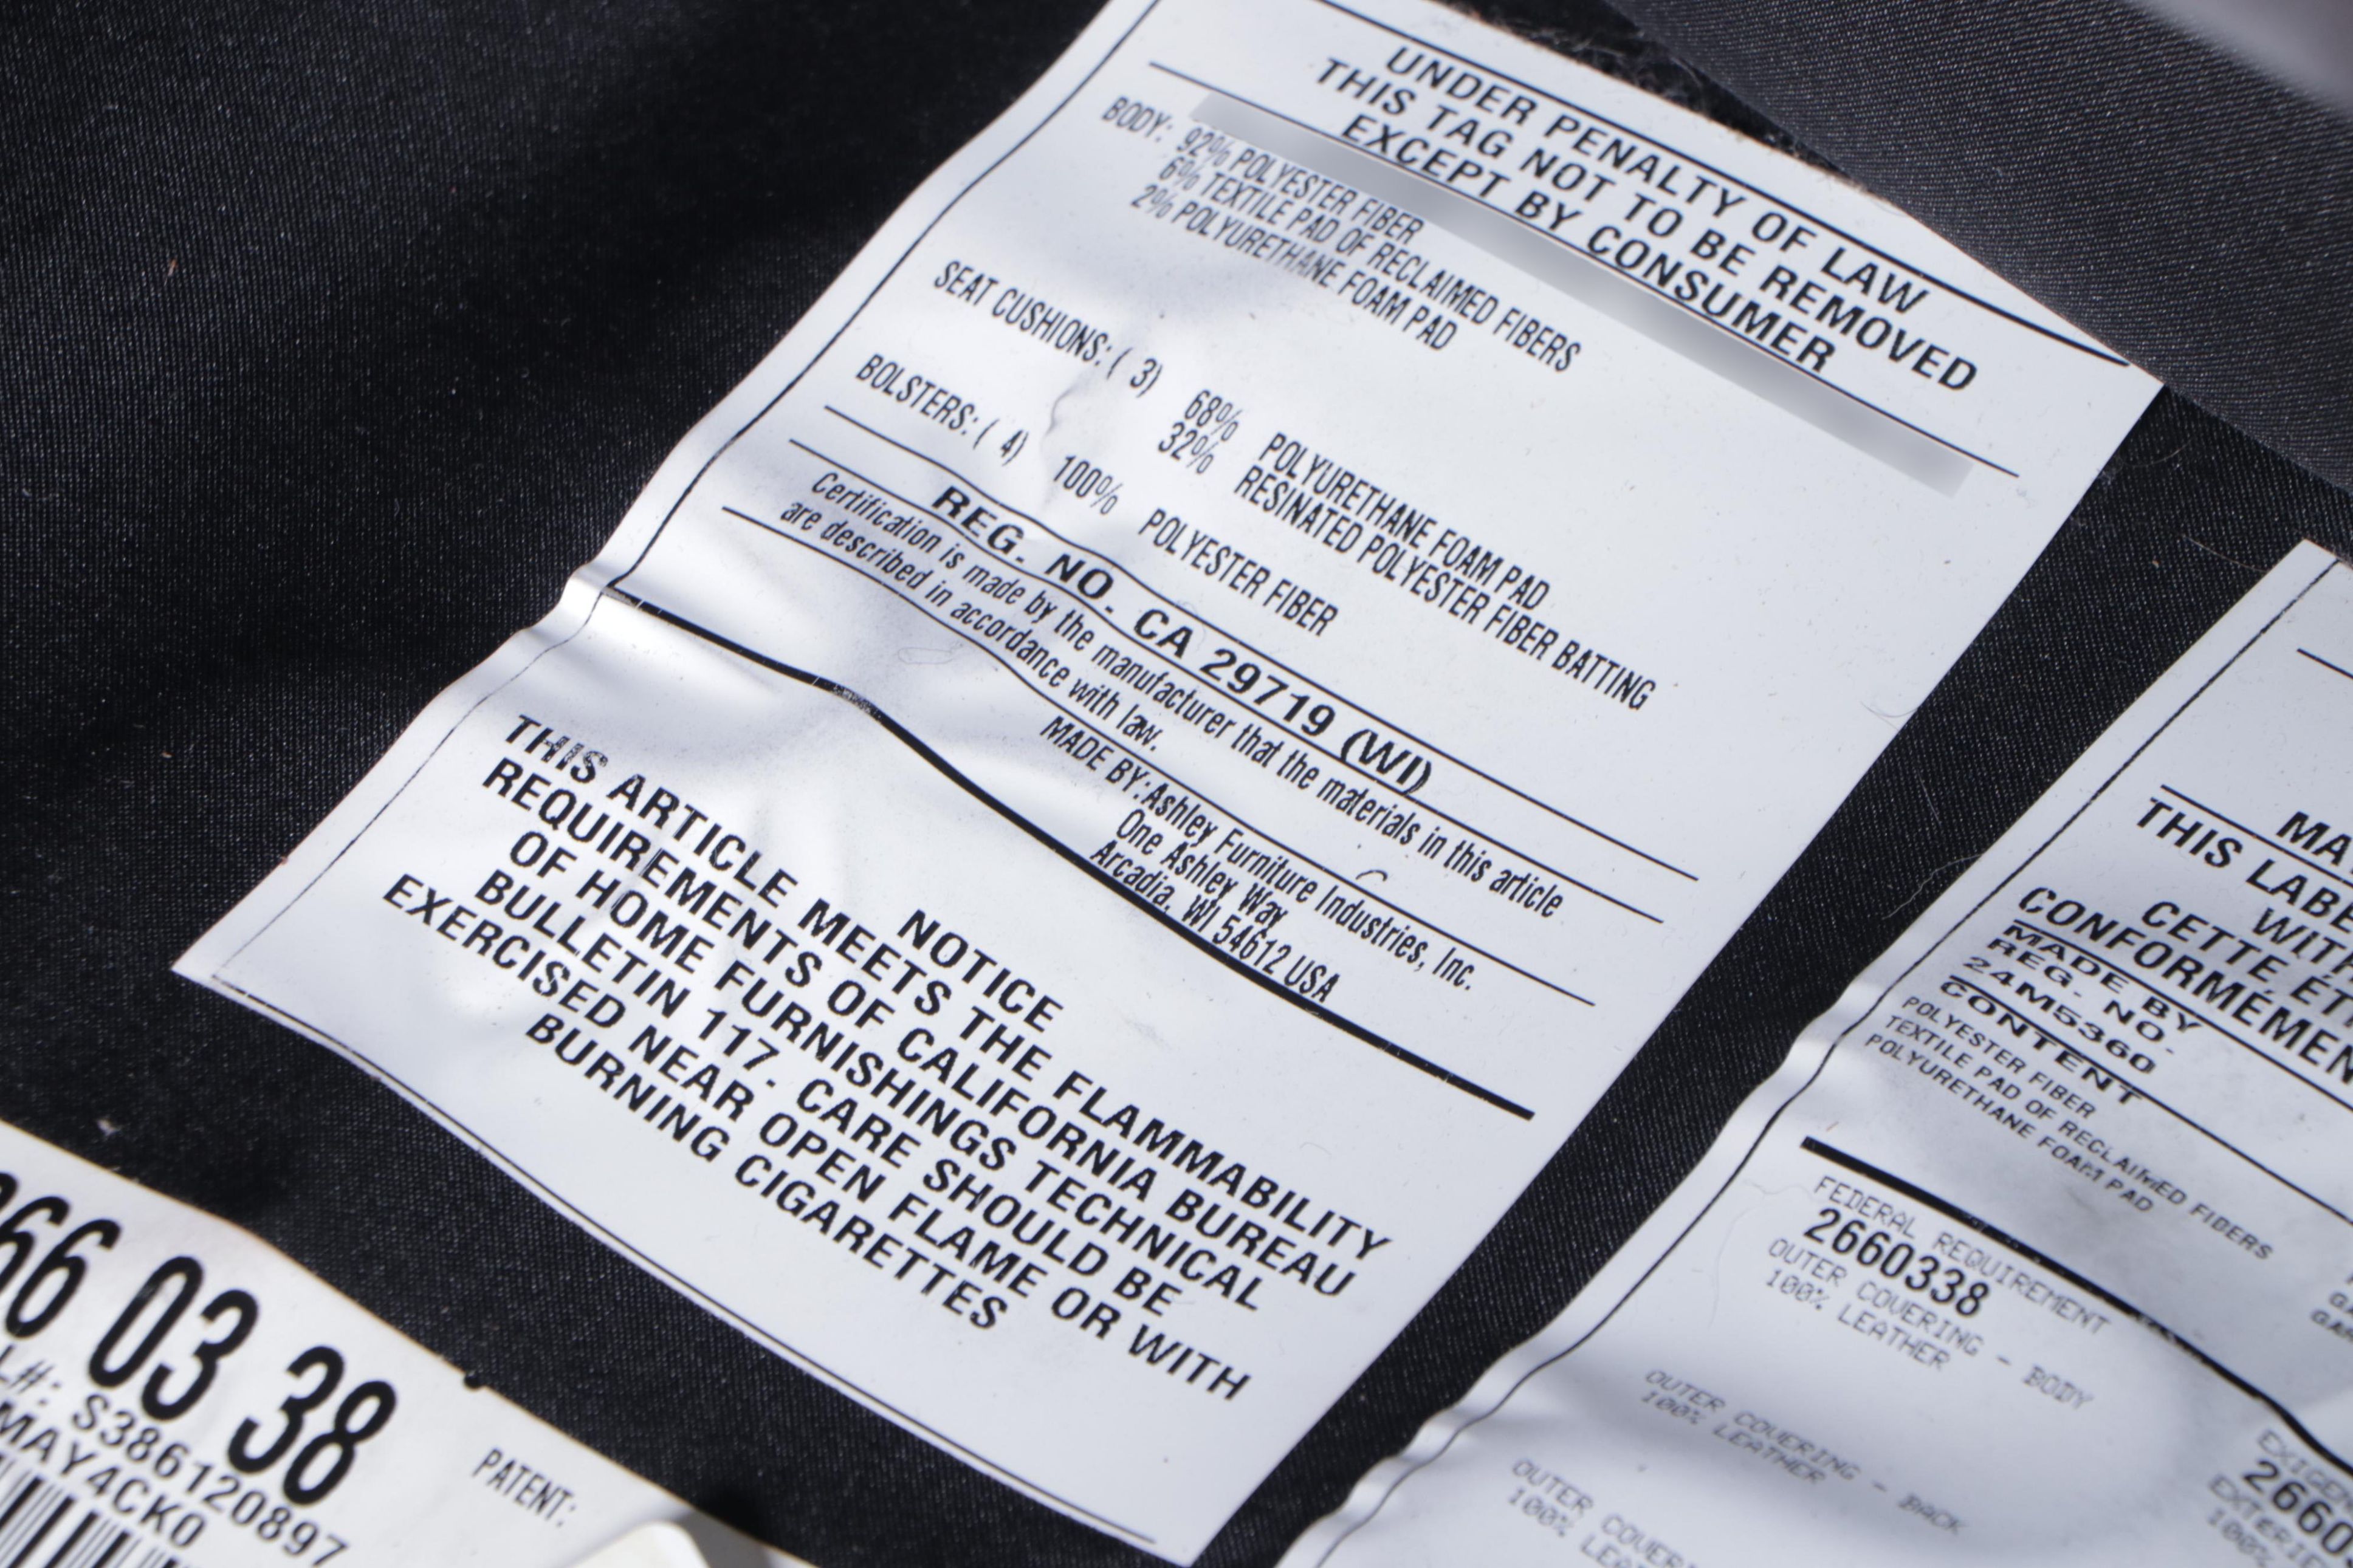 UNDER PENALTY OF LAW
THIS TAG NOT TO BE REMOVED
EXCEPT BY CONSUMER
BODY: 92% POLYESTER FIBER
6% TEXTILE PAD OF RECLAIMED FIBERS
2% POLYURETHANE FOAM PAD
SEAT CUSHIONS: ( 3) 68% POLYURETHANE FOAM PAD
32% RESINATED POLYESTER FIBER BATTING
BOLSTERS: ( 4) 100% POLYESTER FIBER
REG. NO. CA 29719 (WI)
Certification is made by the manufacturer that the materials in this article
are described in accordance with law.
MADE BY: Ashley Furniture Industries, Inc.
One Ashley Way
Arcadia, WI 54612 USA
NOTICE
THIS ARTICLE MEETS THE FLAMMABILITY
REQUIREMENTS OF CALIFORNIA BUREAU
OF HOME FURNISHINGS TECHNICAL
BULLETIN 117. CARE SHOULD BE
EXERCISED NEAR OPEN FLAME OR WITH
BURNING CIGARETTES
THIS
WITH
CETTE
CONFORMÉMEN
MADE BY
REG. NO.
24M5360
CONTENT
POLYESTER FIBER
TEXTILE PAD OF RECLAIMED FIBERS
POLYURETHANE FOAM PAD
FEDERAL REQUIREMENT
2660338
OUTER COVERING - BODY
100% LEATHER
OUTER COVERING - BACK
100% LEATHER
OUTER
100%
66 03 38
L#: S386120897
MAY4CK0
PATENT: